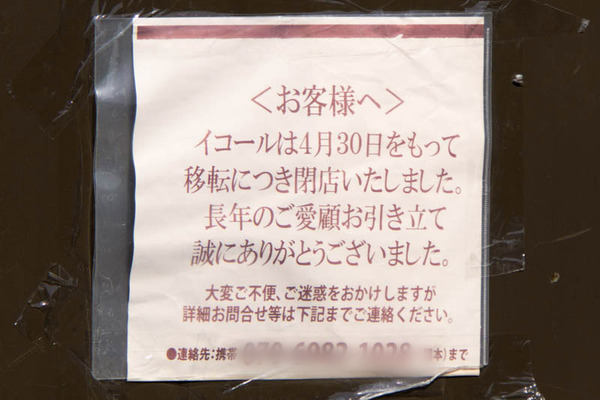 ＜お客様へ＞
イコールは4月30日をもって
移転につき閉店いたしました。
長年のご愛顧お引き立て
誠にありがとうございました。
大変ご不便、ご迷惑をおかけしますが
詳細お問合せ等は下記までご連絡ください。
●連絡先：携帯 本）まで